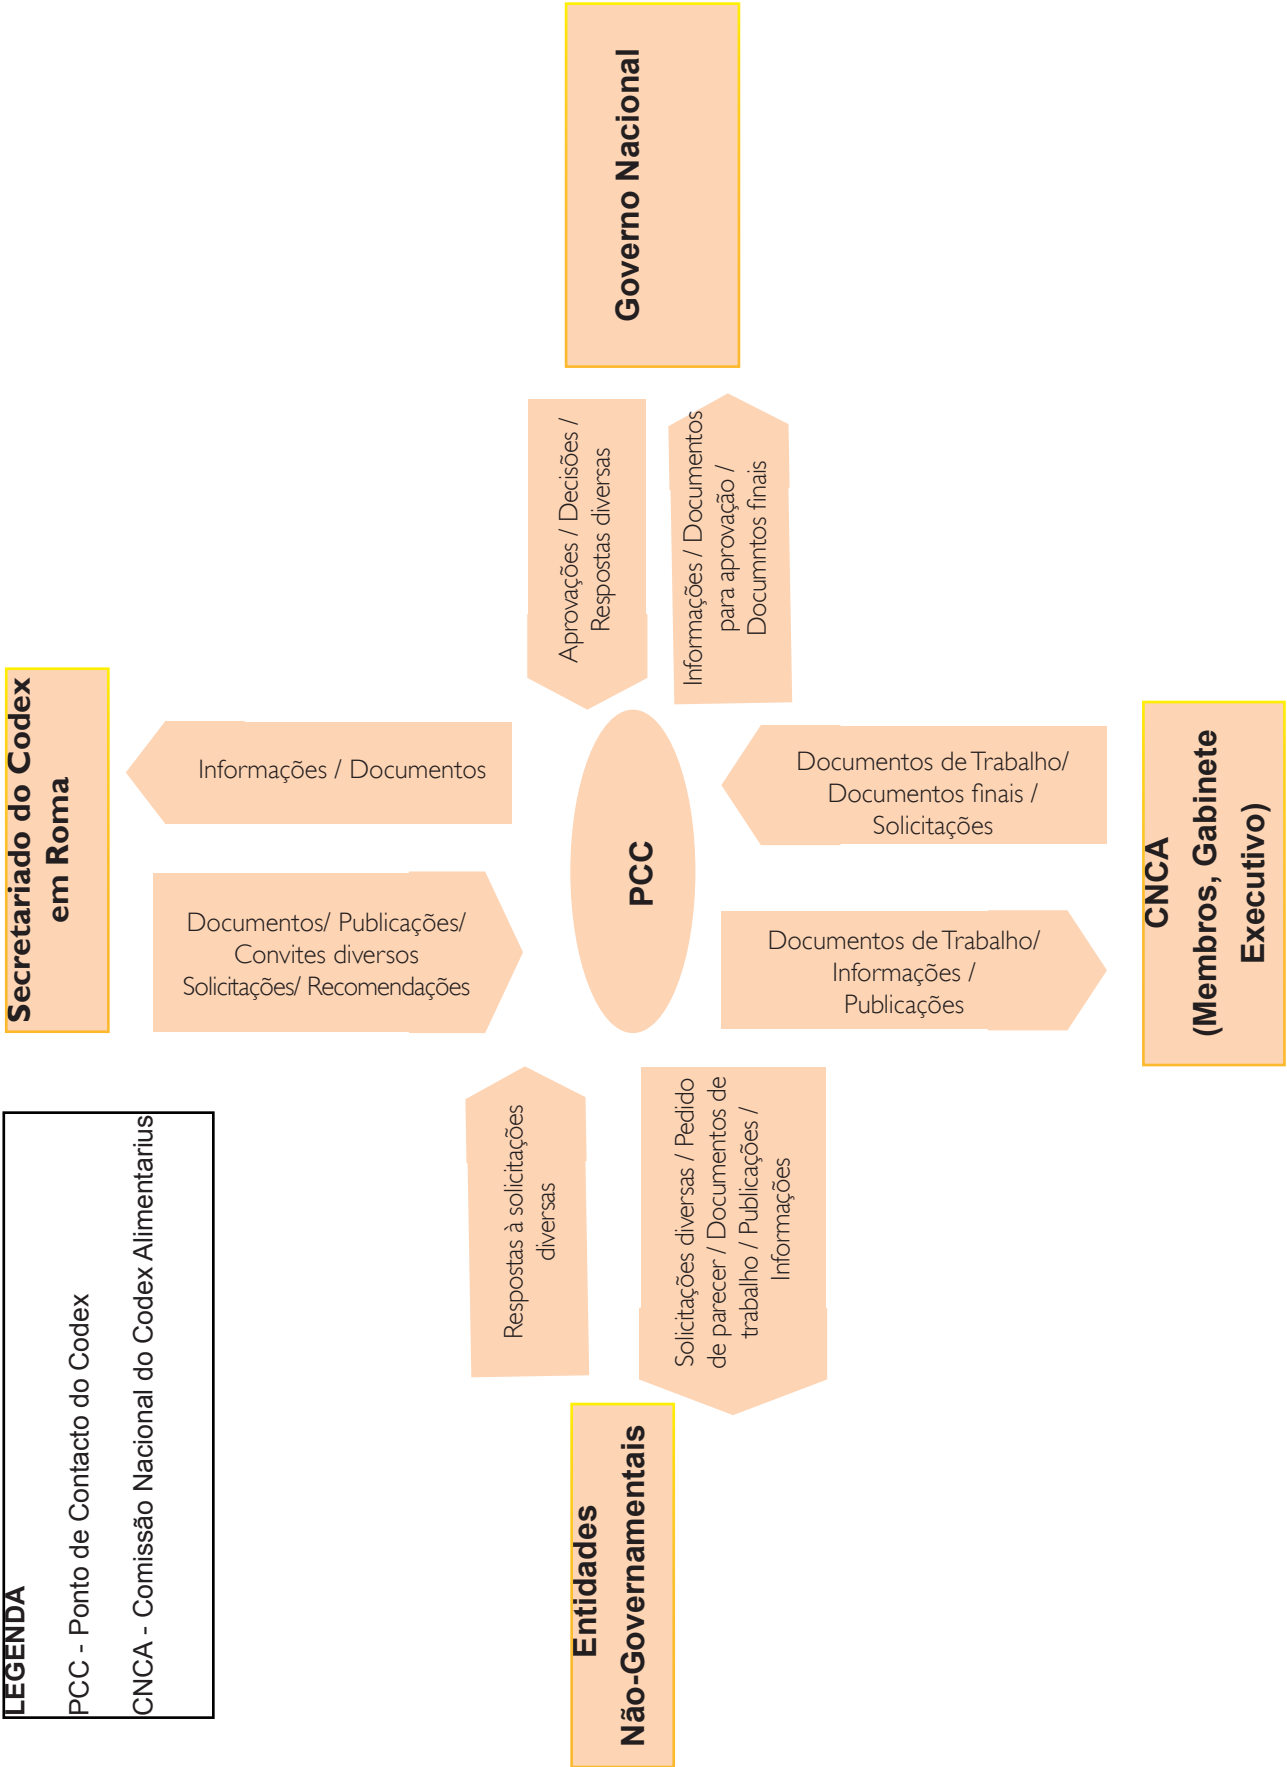 LEGENDA
PCC - Ponto de Contacto do Codex
CNCA - Comissão Nacional do Codex Alimentarius
Secretariado do Codex
em Roma
Informações / Documentos
Documentos/ Publicações/
Convites diversos
Solicitações/ Recomendações
Governo Nacional
Aprovações / Decisões /
Respostas diversas
Informações / Documentos
para aprovação /
Documntos finais
PCC
Respostas à solicitações
diversas
Solicitações diversas / Pedido
de parecer / Documentos de
trabalho / Publicações /
Informações
Entidades
Não-Governamentais
Documentos de Trabalho/
Documentos finais /
Solicitações
Documentos de Trabalho/
Informações /
Publicações
CNCA
(Membros, Gabinete
Executivo)